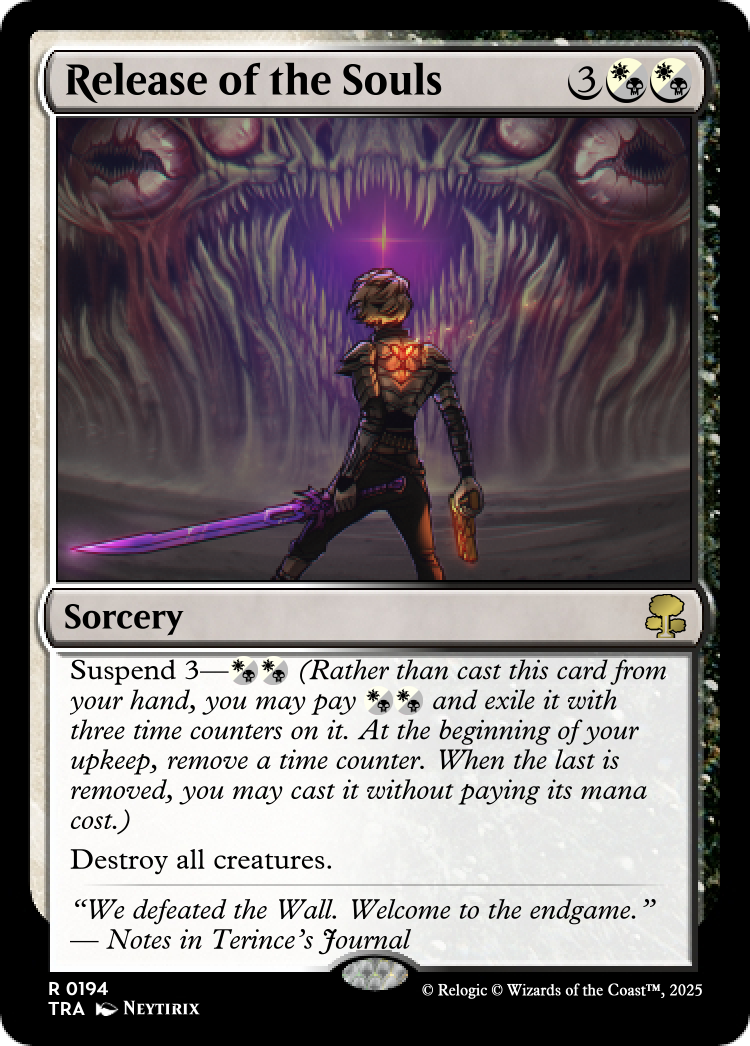 Release of the Souls 3
Sorcery
Suspend 3— (Rather than cast this card from
your hand, you may pay and exile it with
three time counters on it. At the beginning of your
upkeep, remove a time counter. When the last is
removed, you may cast it without paying its mana
cost.)
Destroy all creatures.
“We defeated the Wall. Welcome to the endgame.”
— Notes in Terince's Journal
R 0194
TRA NEYTIRIX
© Relogic © Wizards of the Coast™, 2025